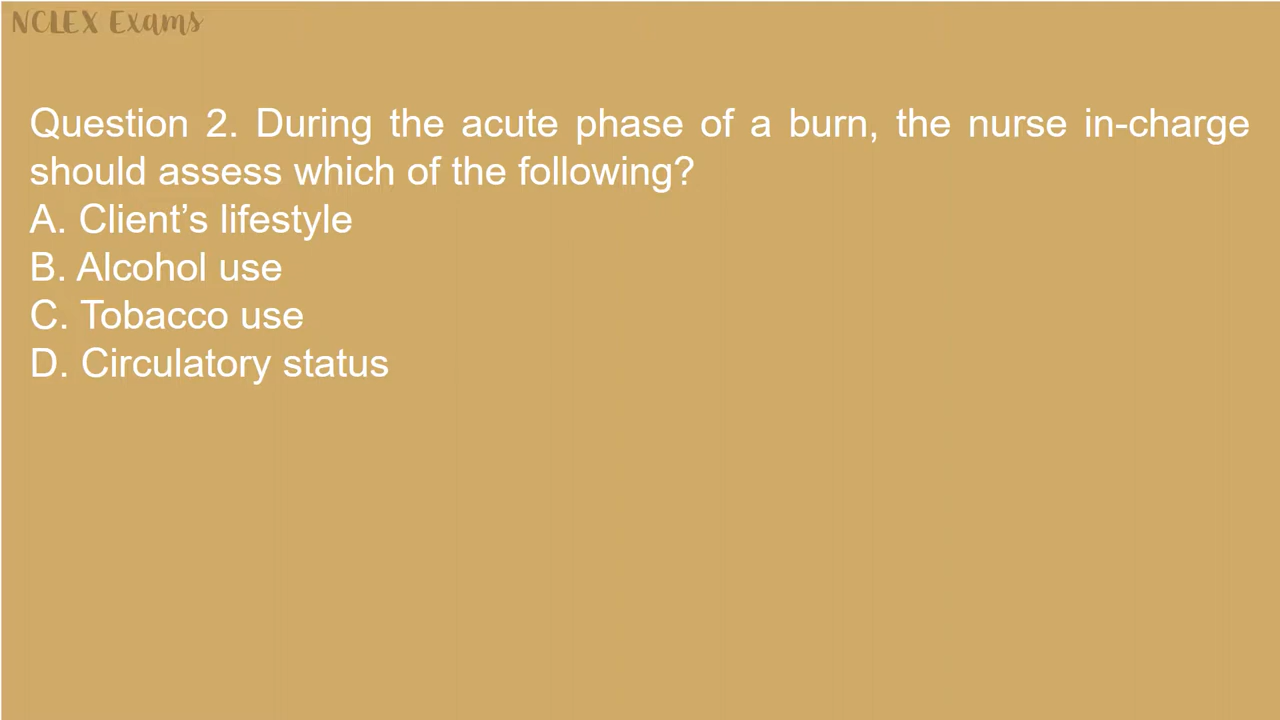 NCLEX Exams
Question 2. During the acute phase of a burn, the nurse in-charge
should assess which of the following?
A. Client’s lifestyle
B. Alcohol use
C. Tobacco use
D. Circulatory status